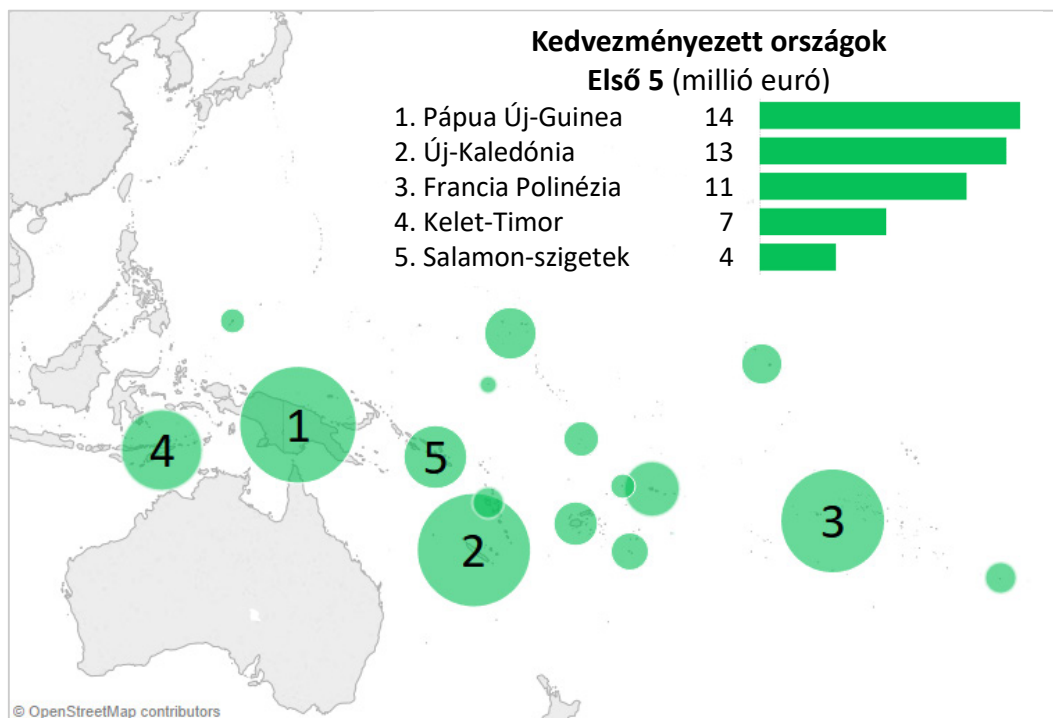 Kedvezményezett országok
Első 5 (millió euró)
1. Pápua Új-Guinea 14
2. Új-Kaledónia 13
3. Francia Polinézia 11
4. Kelet-Timor 7
5. Salamon-szigetek 4
1
4
5
2
3
© OpenStreetMap contributors